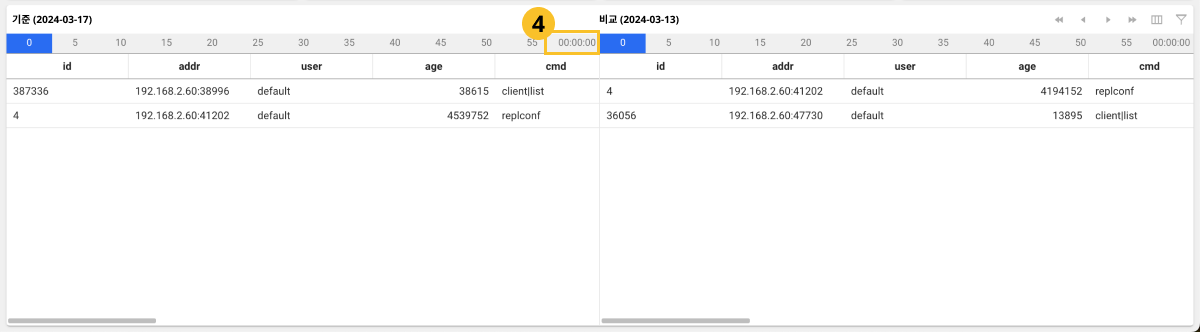 기준 (2024-03-17) 4 비교 (2024-03-13)
0 5 10 15 20 25 30 35 40 45 50 55 00:00:00 0 5 10 15 20 25 30 35 40 45 50 55 00:00:00
id addr user age cmd id addr user age cmd
387336 192.168.2.60:38996 default 38615 client|list 4 192.168.2.60:41202 default 4194152 replconf
4 192.168.2.60:41202 default 4539752 replconf 36056 192.168.2.60:47730 default 13895 client|list